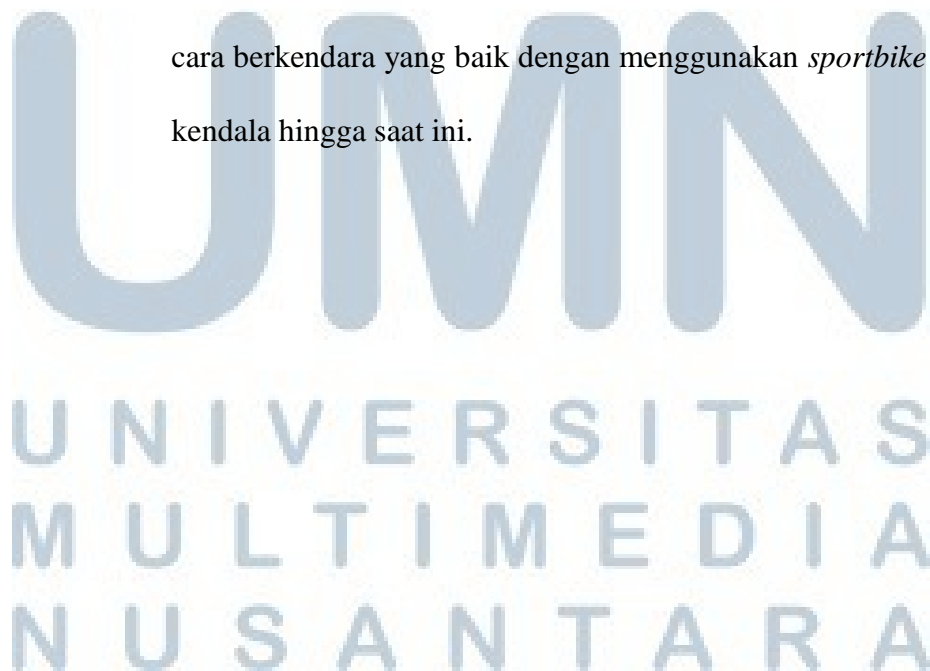 cara berkendara yang baik dengan menggunakan sportbike
kendala hingga saat ini.
UMN
UNIVERSITAS
MULTIMEDIA
NUSANTARA